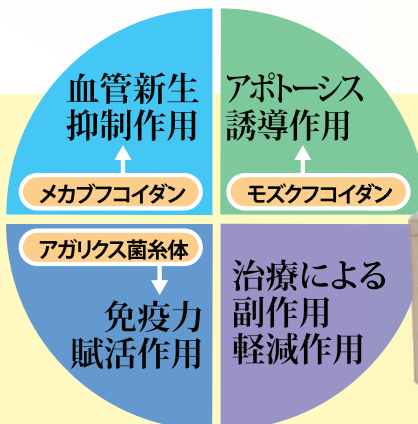 血管新生
抑制作用
メカブフコイダン
アポトーシス
誘導作用
モズクフコイダン
アガリクス菌糸体
免疫力
賦活作用
治療による
副作用
軽減作用